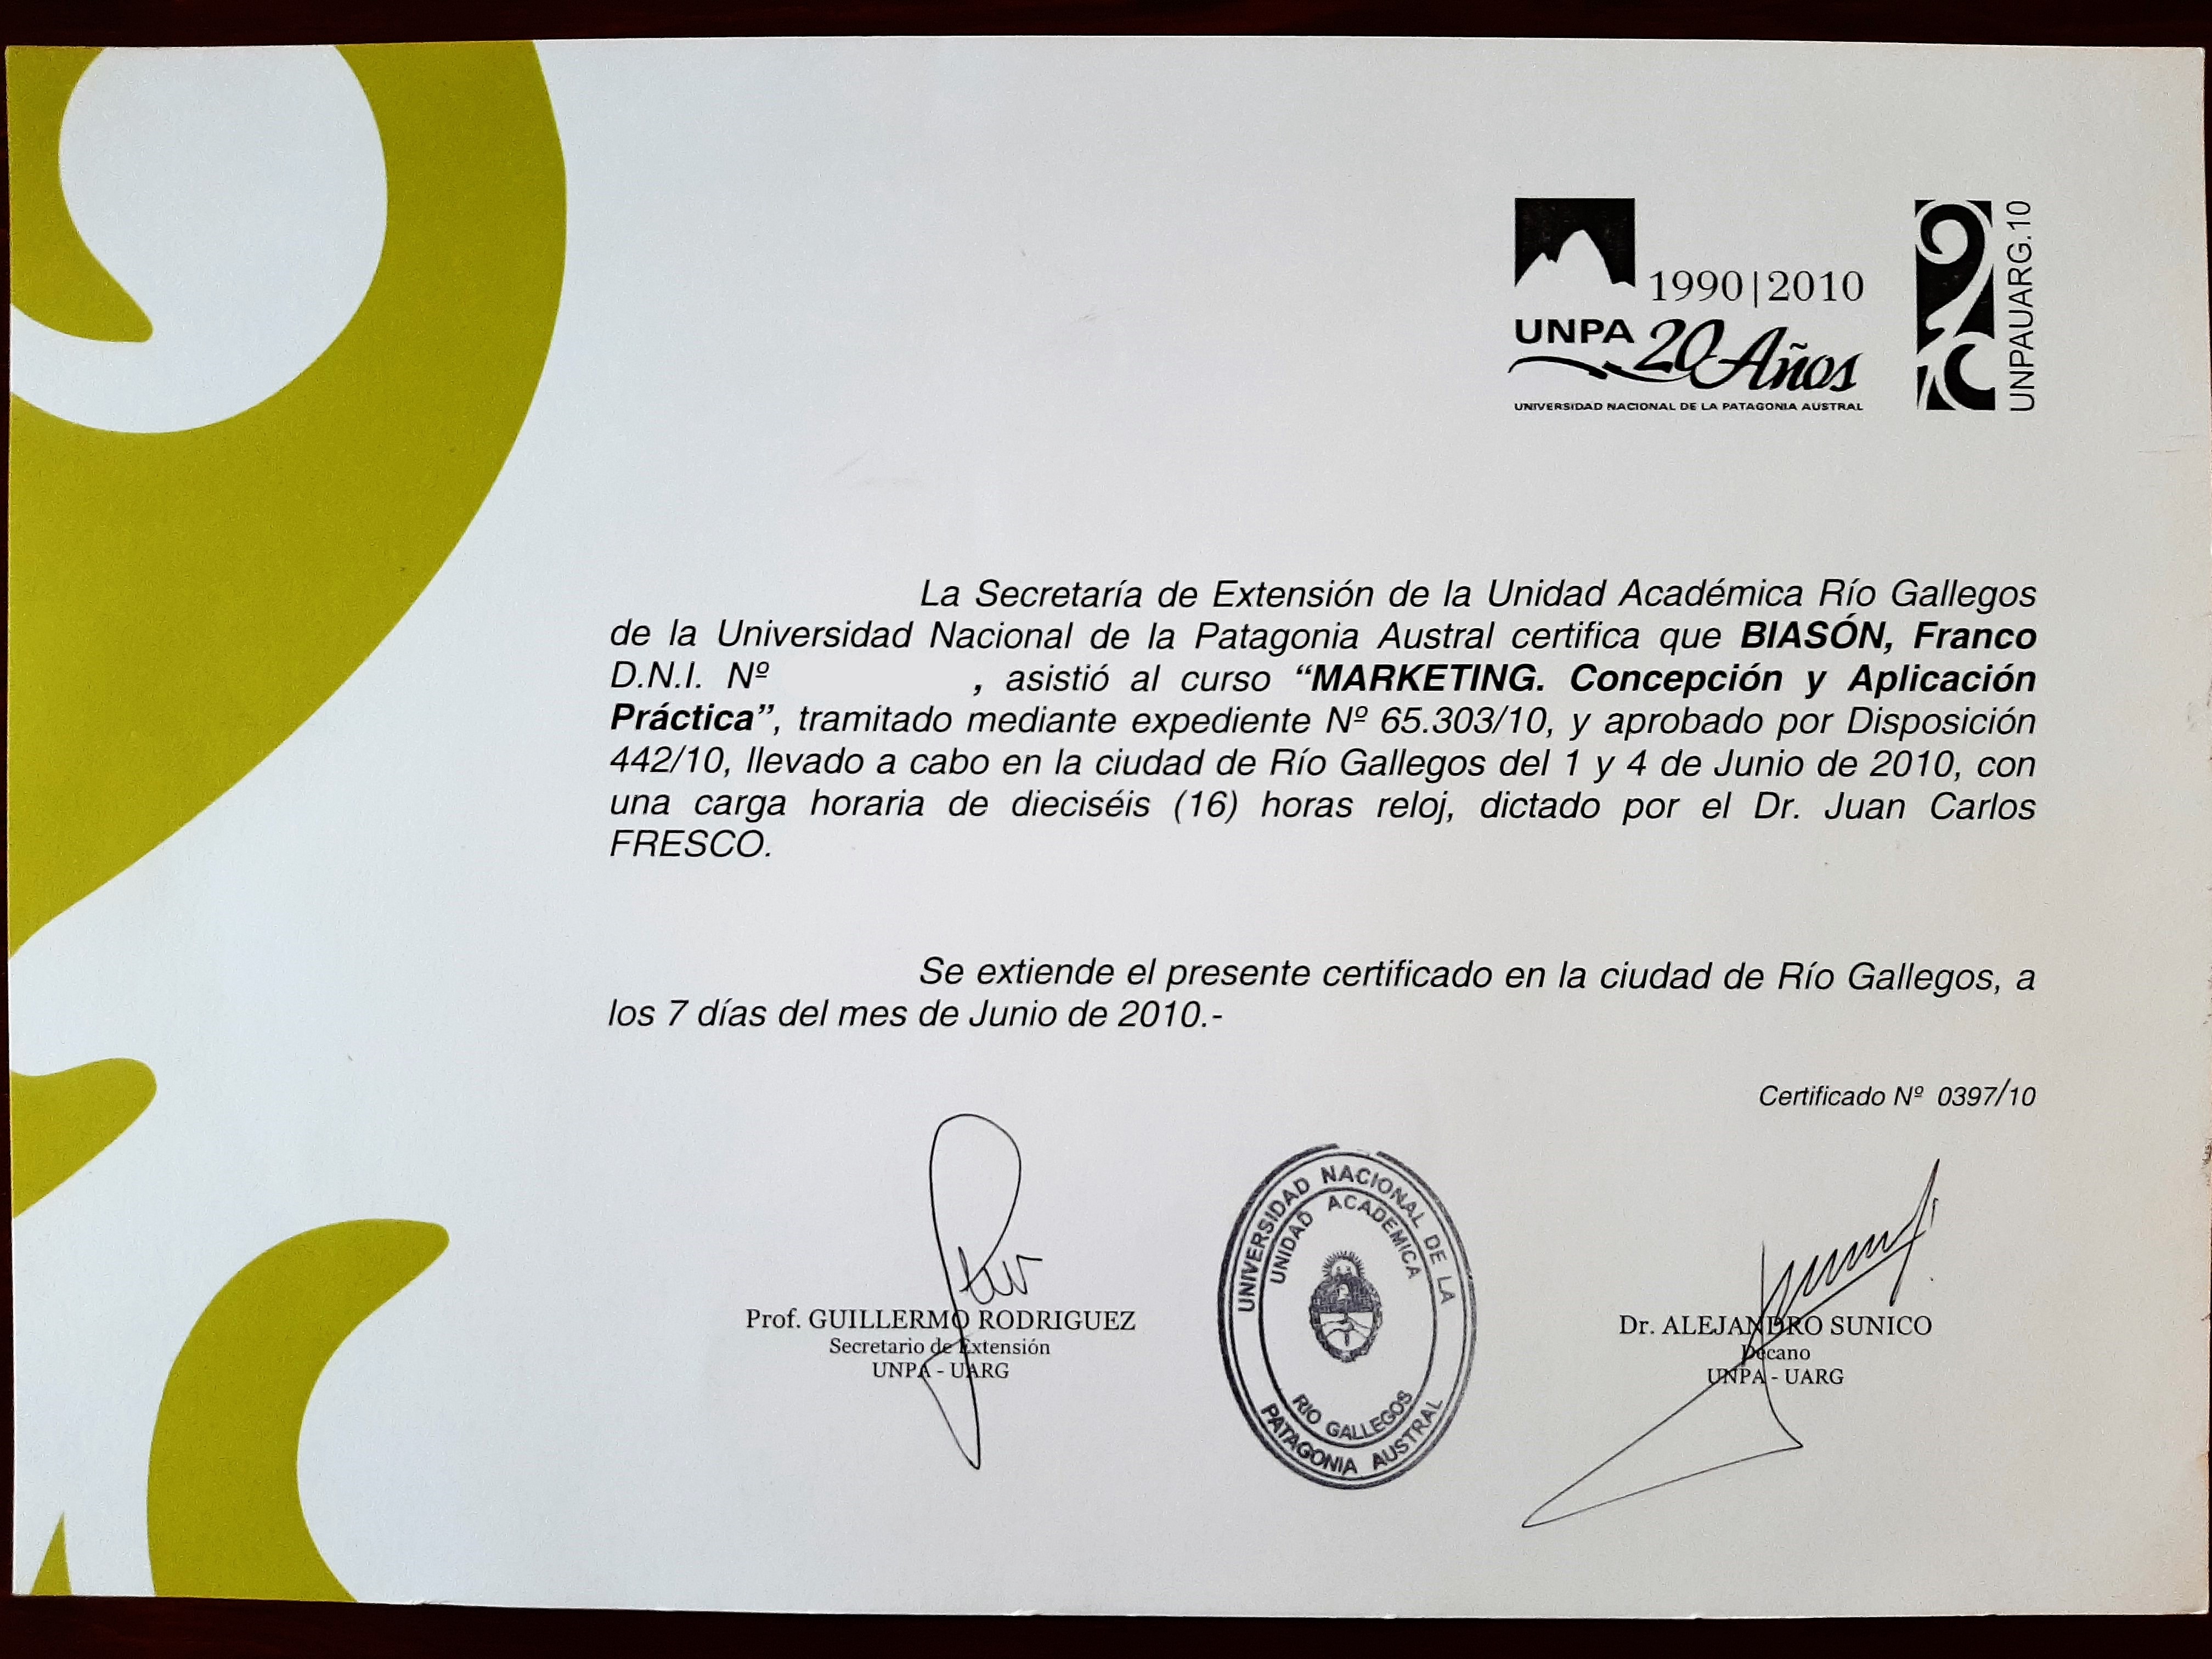 1990|2010
UNPA 20 Años
UNIVERSIDAD NACIONAL DE LA PATAGONIA AUSTRAL
UNPAUARG.10
La Secretaría de Extensión de la Unidad Académica Río Gallegos
de la Universidad Nacional de la Patagonia Austral certifica que BIASÓN, Franco
D.N.I. Nº , asistió al curso “MARKETING. Concepción y Aplicación
Práctica”, tramitado mediante expediente Nº 65.303/10, y aprobado por Disposición
442/10, llevado a cabo en la ciudad de Río Gallegos del 1 y 4 de Junio de 2010, con
una carga horaria de dieciséis (16) horas reloj, dictado por el Dr. Juan Carlos
FRESCO.
Se extiende el presente certificado en la ciudad de Río Gallegos, a
los 7 días del mes de Junio de 2010.-
Certificado Nº 0397/10
Prof. GUILLERMO RODRIGUEZ
Secretario de Extensión
UNPA - UARG
UNIVERSIDAD NACIONAL DE LA
UNIDAD ACADEMICA
RIO GALLEGOS
PATAGONIA AUSTRAL
Dr. ALEJANDRO SUNICO
Decano
UNPA - UARG